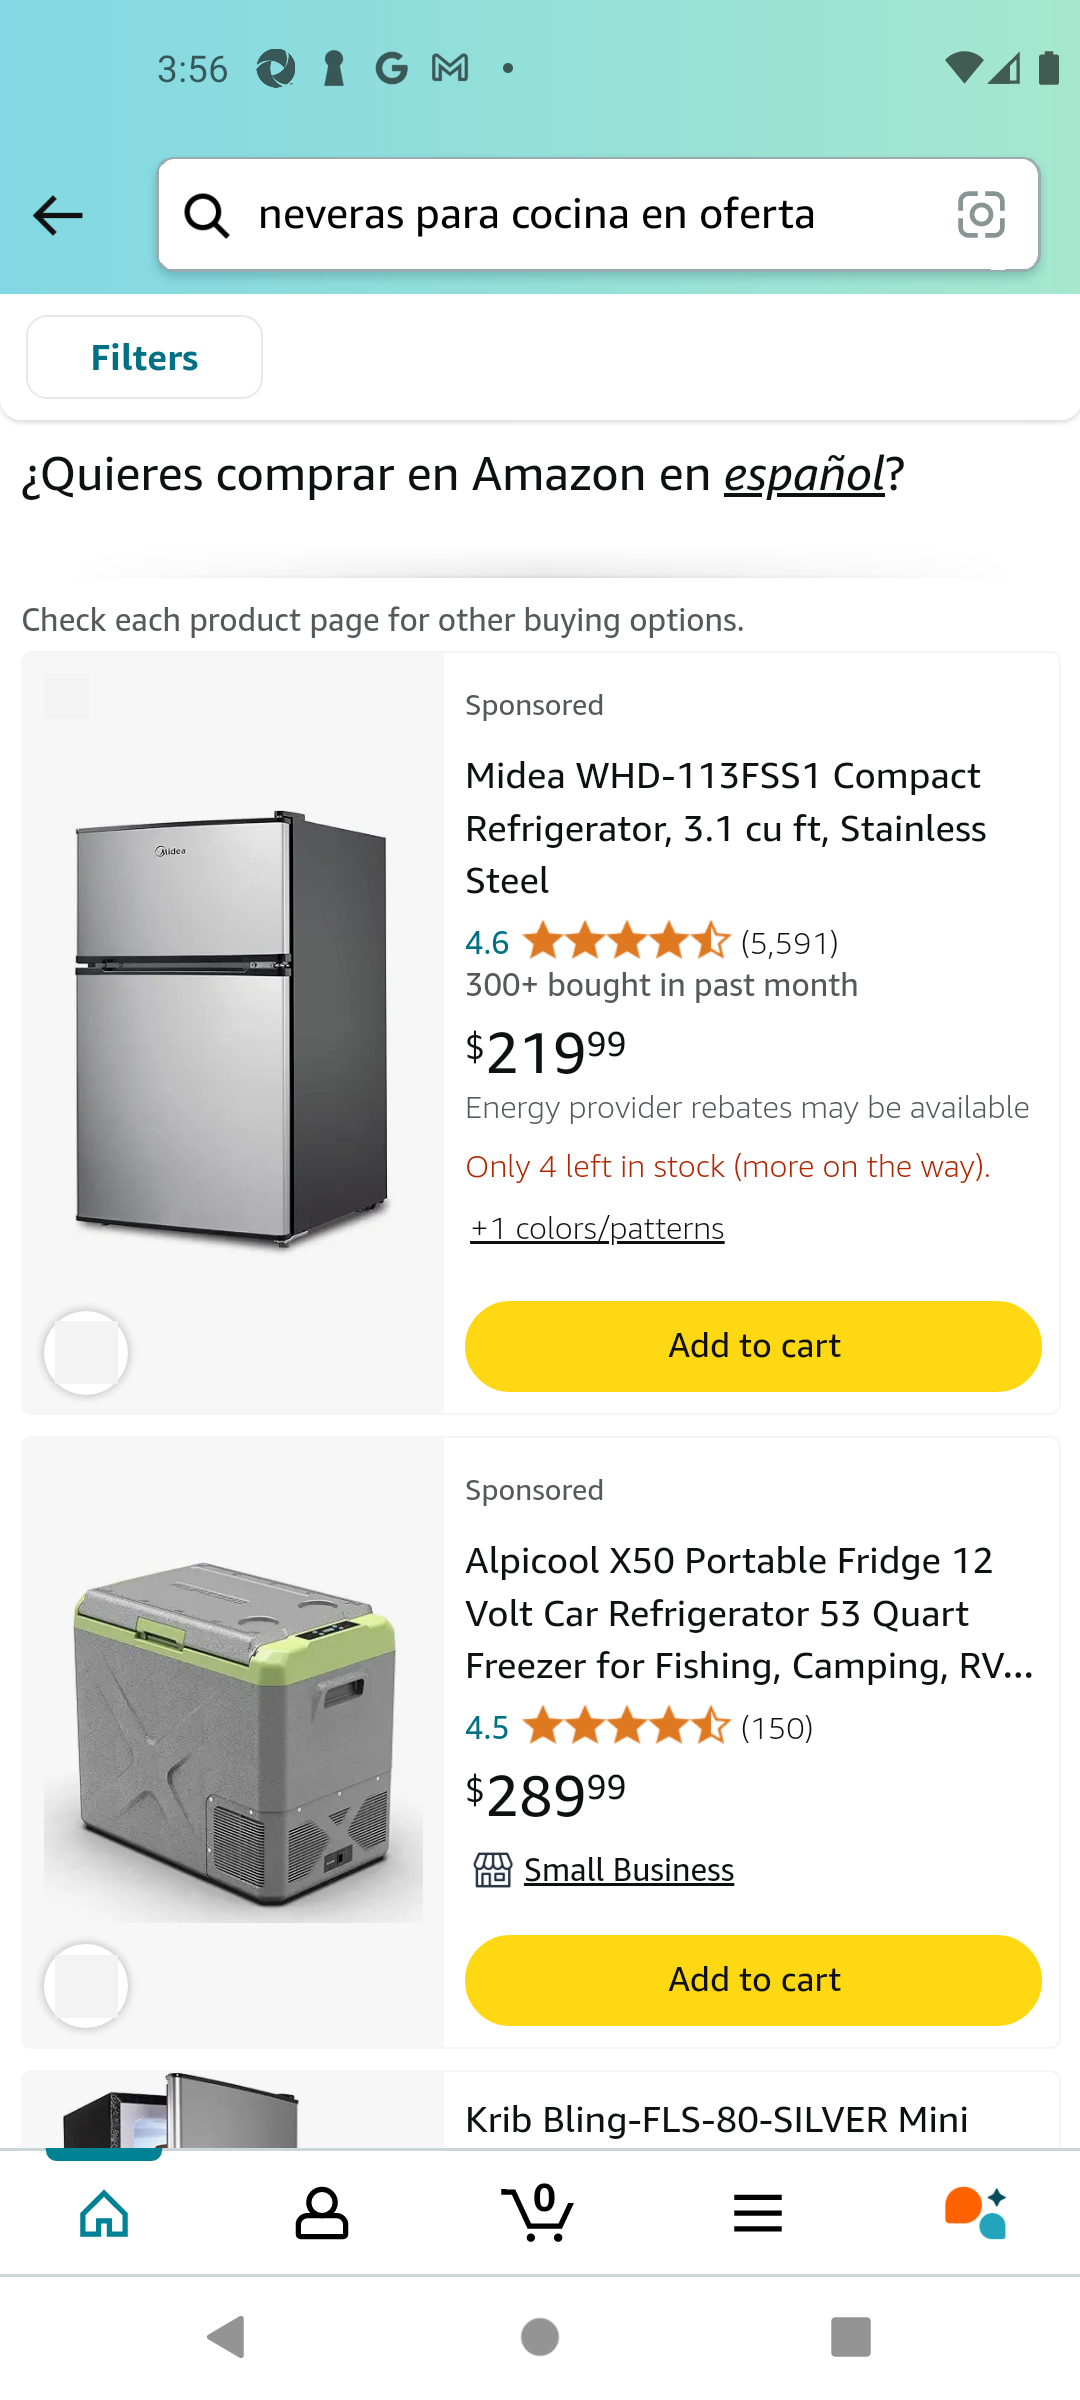 3:56
neveras para cocina en oferta
Filters
¿Quieres comprar en Amazon en español?
Check each product page for other buying options.
Sponsored
Midea WHD-113FSS1 Compact
Refrigerator, 3.1 cu ft, Stainless
Steel
Midea
4.6 (5,591)
300+ bought in past month
$219.99
Energy provider rebates may be available
Only 4 left in stock (more on the way).
+1 colors/patterns
Add to cart
Sponsored
Alpicool X50 Portable Fridge 12
Volt Car Refrigerator 53 Quart
Freezer for Fishing, Camping, RV...
4.5 (150)
$289.99
Small Business
Add to cart
Krib Bling-FLS-80-SILVER Mini
0